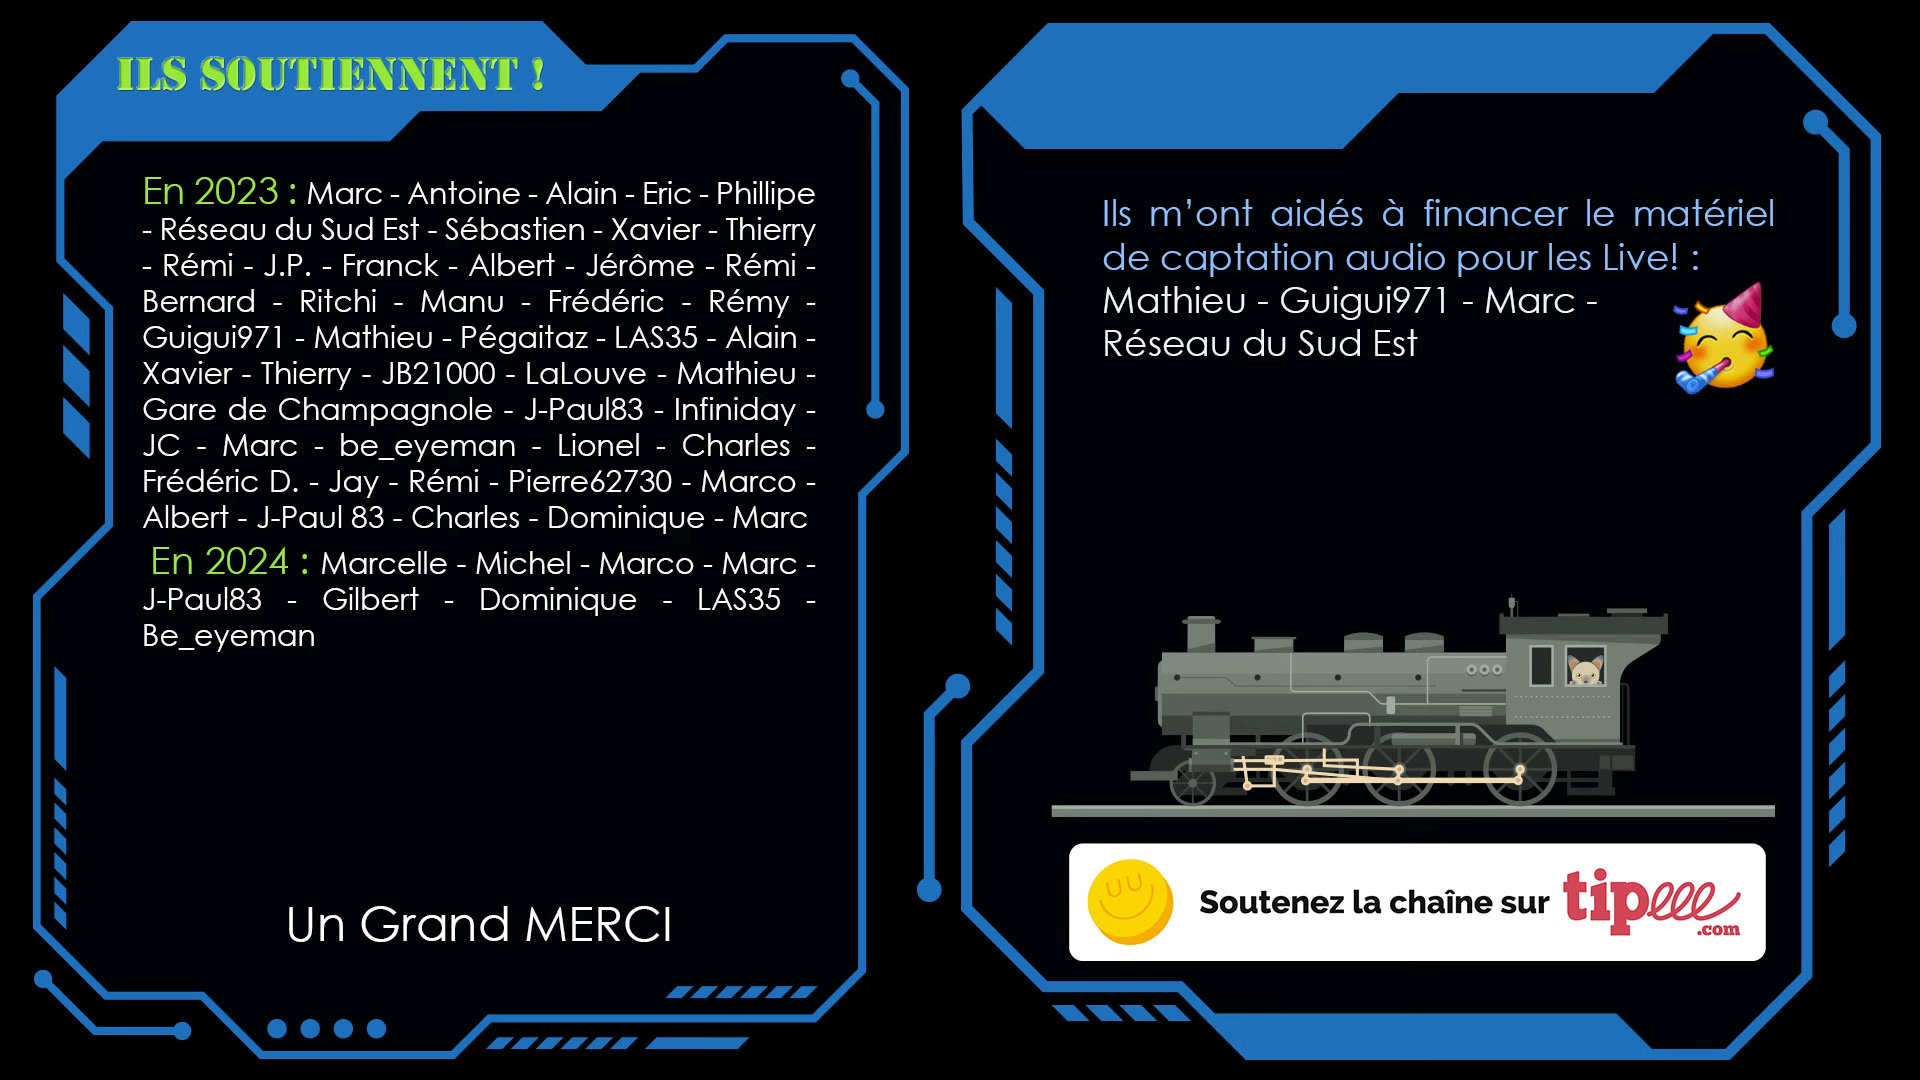 ILS SOUTIENNENT !
En 2023 : Marc - Antoine - Alain - Eric - Phillipe
- Réseau du Sud Est - Sébastien - Xavier - Thierry
- Rémi - J.P. - Franck - Albert - Jérôme - Rémi -
Bernard - Ritchi - Manu - Frédéric - Rémy -
Guigui971 - Mathieu - Pégaitaz - LAS35 - Alain -
Xavier - Thierry - JB21000 - LaLouve - Mathieu -
Gare de Champagnole - J-Paul83 - Infiniday -
JC - Marc - be_eyeman - Lionel - Charles -
Frédéric D. - Jay - Rémi - Pierre62730 - Marco -
Albert - J-Paul 83 - Charles - Dominique - Marc
En 2024 : Marcelle - Michel - Marco - Marc -
J-Paul83 - Gilbert - Dominique - LAS35 -
Be_eyeman
Un Grand MERCI
Ils m’ont aidés à financer le matériel
de captation audio pour les Live! :
Mathieu - Guigui971 - Marc -
Réseau du Sud Est
Soutenez la chaîne sur tipeee
.com